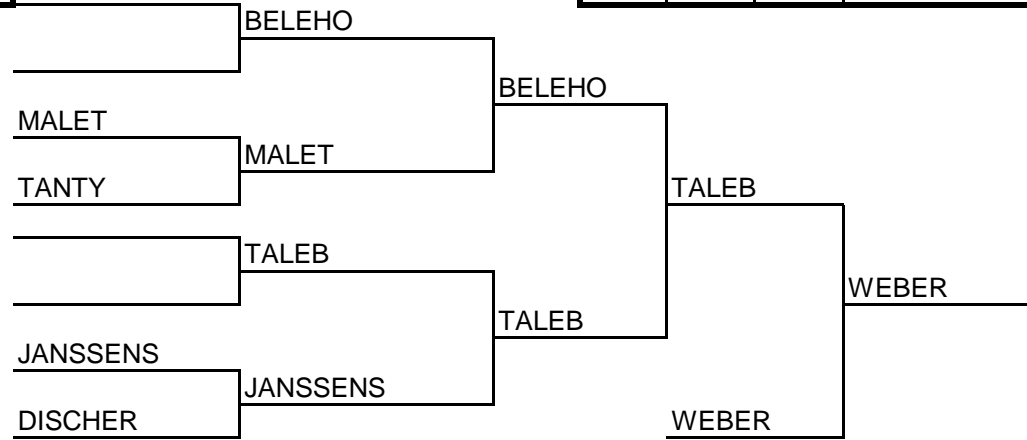 BELEHO
BELEHO
MALET
MALET
TANTY
TALEB
TALEB
WEBER
TALEB
JANSSENS
JANSSENS
DISCHER
WEBER